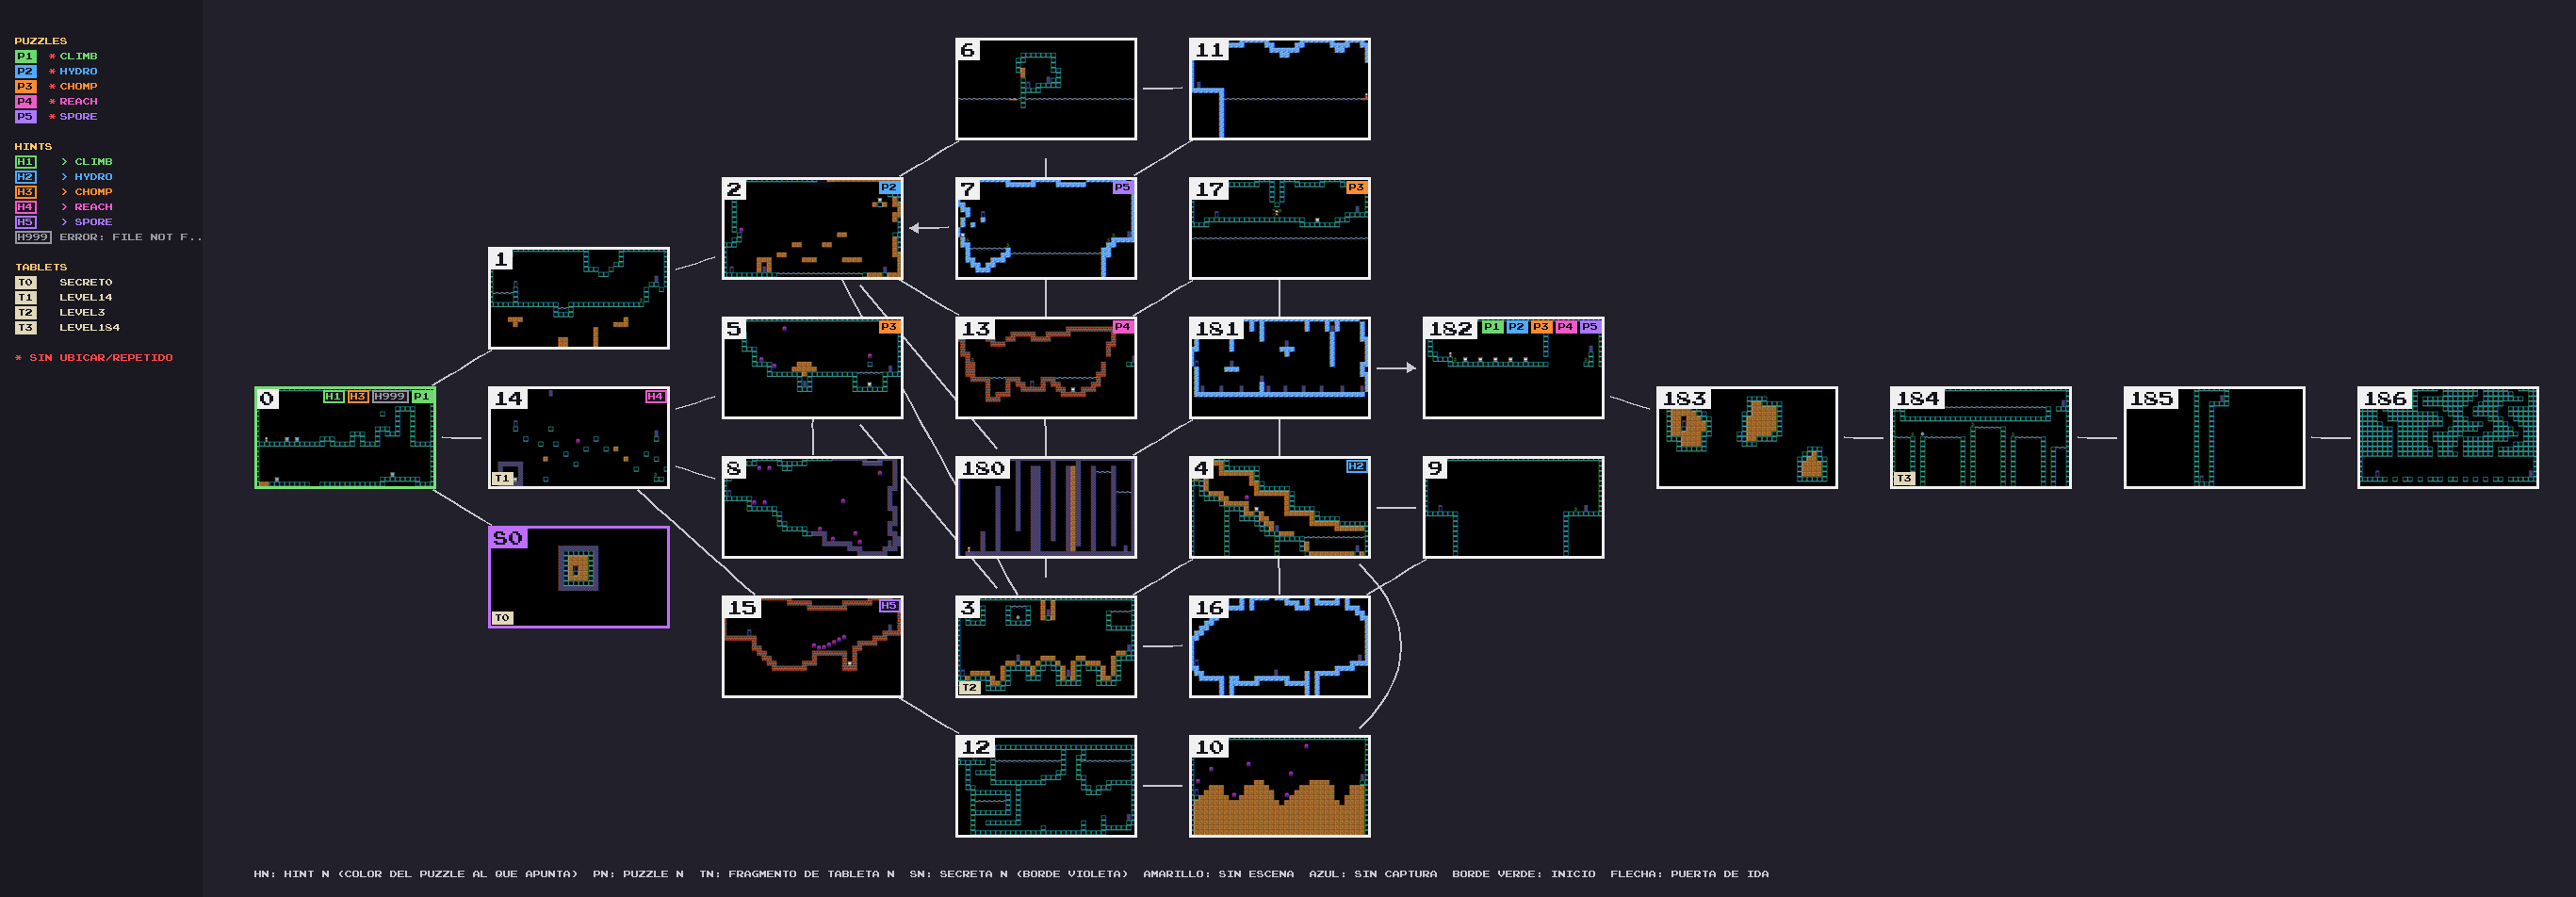 PUZZLES
P1 * CLIMB
P2 * HYDRO
P3 * CHOMP
P4 * REACH
P5 * SPORE
HINTS
H1 > CLIMB
H2 > HYDRO
H3 > CHOMP
H4 > REACH
H5 > SPORE
H999 ERROR: FILE NOT F..
TABLETS
T0 SECRET0
T1 LEVEL14
T2 LEVEL3
T3 LEVEL184
* SIN UBICAR/REPETIDO
6
11
2 P2
7 P5
17 P3
1
5 P3
13 P4
181
182 P1 P2 P3 P4 P5
0 H1 H3 H999 P1
14 H4
T1
183
184
T3
185
186
8
180
4 H2
9
S0
T0
15 H5
3
T2
16
12
10
HN: HINT N (COLOR DEL PUZZLE AL QUE APUNTA) PN: PUZZLE N TN: FRAGMENTO DE TABLETA N SN: SECRETA N (BORDE VIOLETA) AMARILLO: SIN ESCENA AZUL: SIN CAPTURA BORDE VERDE: INICIO FLECHA: PUERTA DE IDA